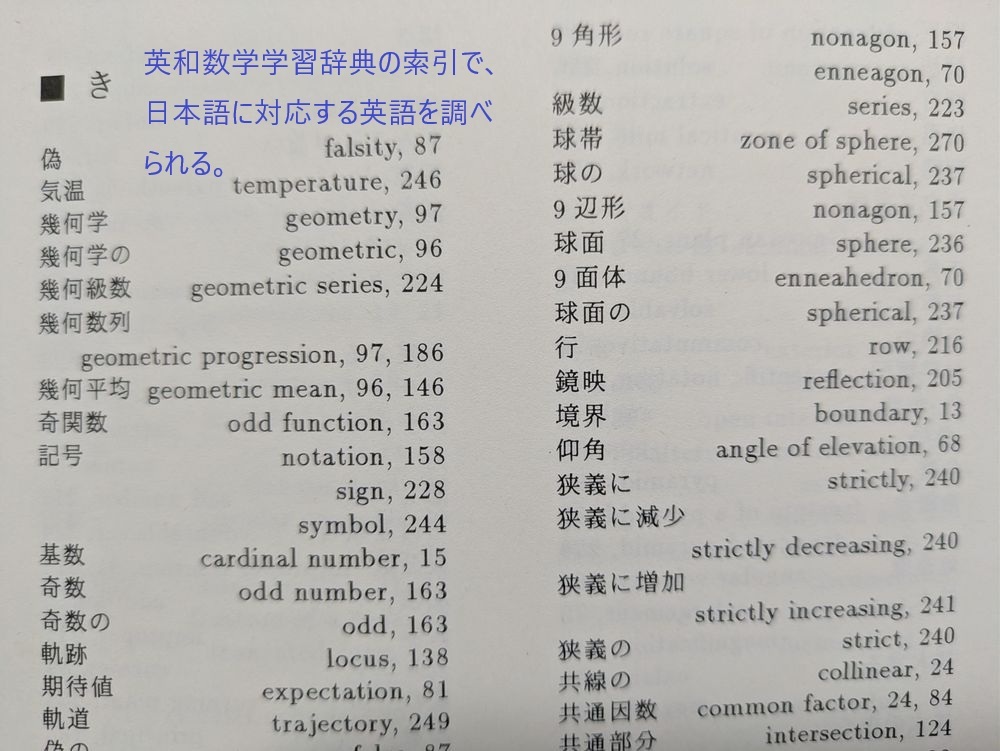 ■ き
英和数学学習辞典の索引で、
日本語に対応する英語を調べ
られる。
偽 falsity, 87
気温 temperature, 246
幾何学 geometry, 97
幾何学の geometric, 96
幾何級数 geometric series, 224
幾何数列
geometric progression, 97, 186
幾何平均 geometric mean, 96, 146
奇関数 odd function, 163
記号 notation, 158
sign, 228
symbol, 244
基数 cardinal number, 15
奇数 odd number, 163
奇数の odd, 163
軌跡 locus, 138
期待値 expectation, 81
軌道 trajectory, 249
偽の false, 87
9 角形 nonagon, 157
enneagon, 70
級数 series, 223
球帯 zone of sphere, 270
球の spherical, 237
9 辺形 nonagon, 157
球面 sphere, 236
9 面体 enneahedron, 70
球面の spherical, 237
行 row, 216
鏡映 reflection, 205
境界 boundary, 13
仰角 angle of elevation, 68
狭義に strictly, 240
狭義に減少
strictly decreasing, 240
狭義に増加
strictly increasing, 241
狭義の strict, 240
共線の collinear, 24
共通因数 common factor, 24, 84
共通部分 intersection, 124